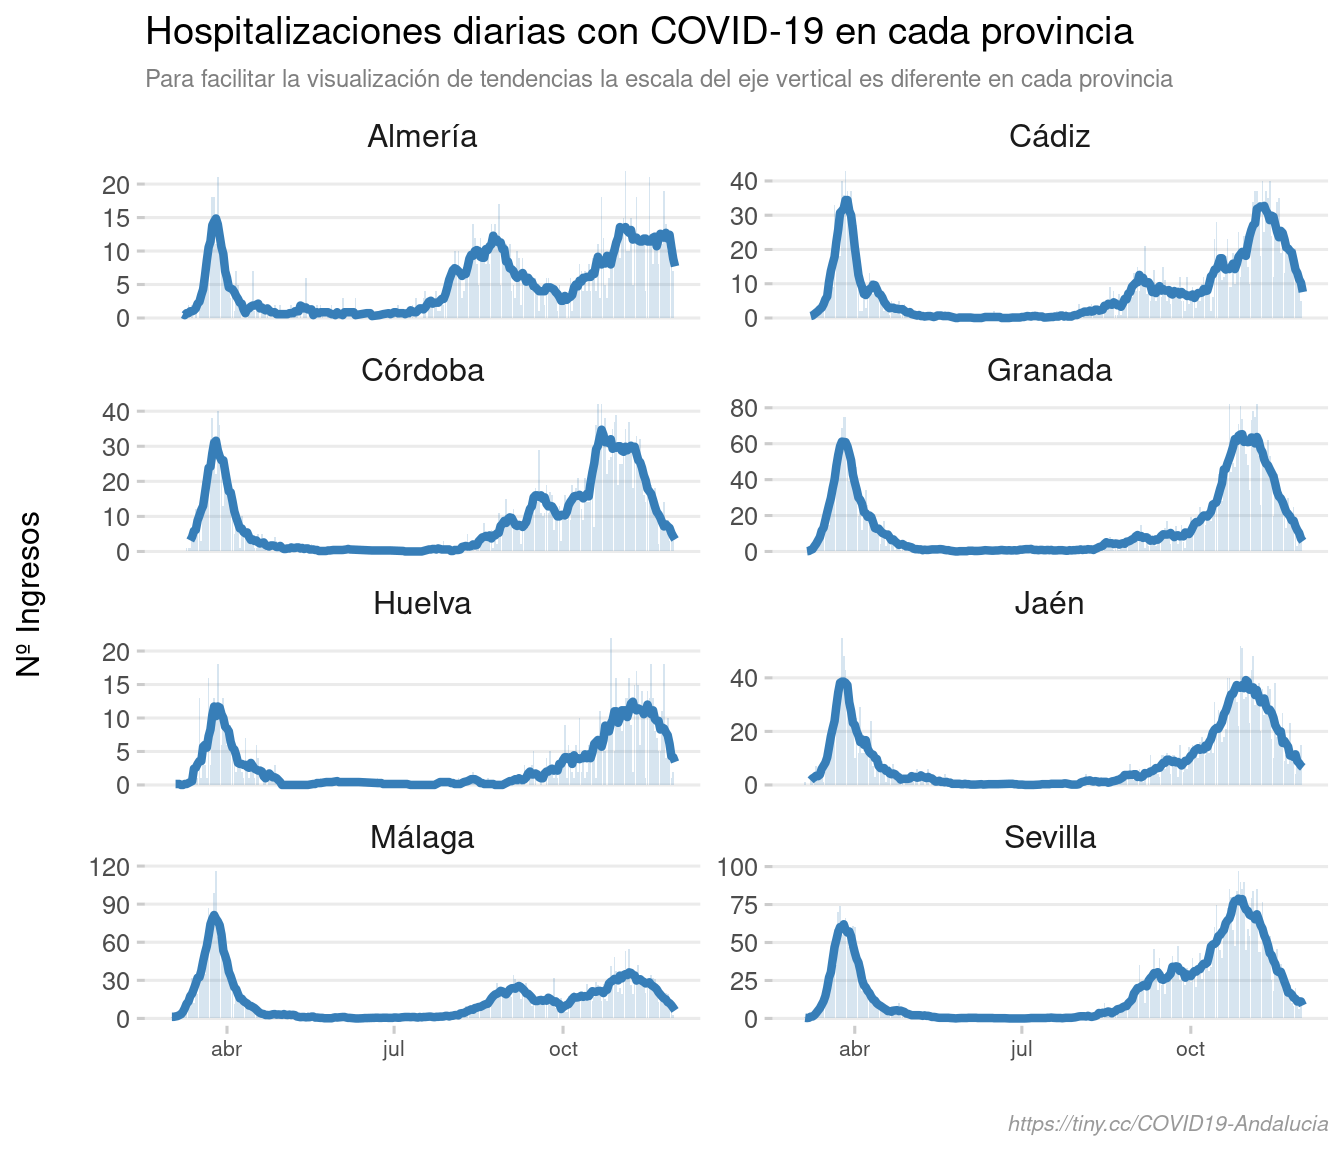 Hospitalizaciones diarias con COVID-19 en cada provincia
Para facilitar la visualización de tendencias la escala del eje vertical es diferente en cada provincia
Nº Ingresos
Almería
20
15
10
5
0
Cádiz
40
30
20
10
0
Córdoba
40
30
20
10
0
Granada
80
60
40
20
0
Huelva
20
15
10
5
0
Jaén
40
20
0
Málaga
120
90
60
30
0
abr
jul
oct
Sevilla
100
75
50
25
0
abr
jul
oct
https://tiny.cc/COVID19-Andalucia